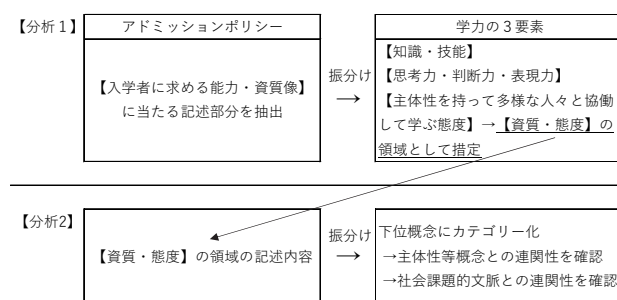 【分析１】
アドミッションポリシー
【入学者に求める能力・資質像】
に当たる記述部分を抽出
振分け
→
学力の３要素
【知識・技能】
【思考力・判断力・表現力】
【主体性を持って多様な人々と協働
して学ぶ態度】→【資質・態度】の
領域として措定
【分析2】
【資質・態度】の領域の記述内容
振分け
→
下位概念にカテゴリー化
→主体性等概念との連関性を確認
→社会課題的文脈との連関性を確認